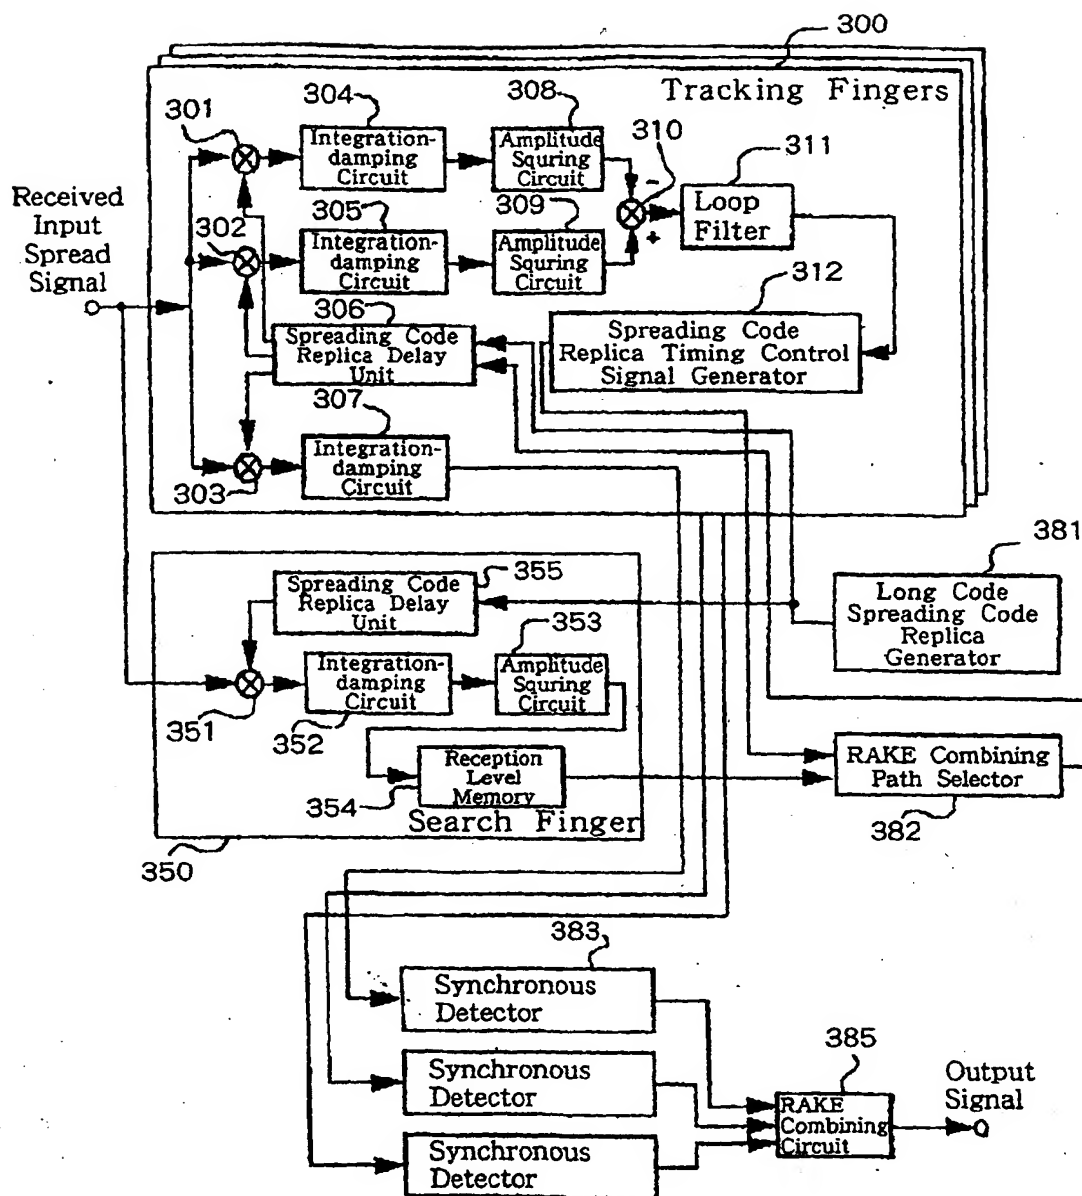 300
Tracking Fingers
301
304
308
310
311
Integration-
damping
Circuit
Amplitude
Squring
Circuit
-
Received
Input
Spread
Signal
302
305
309
Loop
Filter
Integration-
damping
Circuit
Amplitude
Squring
Circuit
+
312
306
Spreading Code
Replica Delay
Unit
Spreading Code
Replica Timing Control
Signal Generator
307
Integration-
damping
Circuit
303
381
355
Spreading Code
Replica Delay
Unit
Long Code
Spreading Code
Replica
Generator
353
Integration-
damping
Circuit
Amplitude
Squring
Circuit
351
352
Reception
Level
Memory
354
RAKE Combining
Path Selector
Search Finger
382
350
383
Synchronous
Detector
385
Synchronous
Detector
RAKE
Combining
Circuit
Output
Signal
Synchronous
Detector